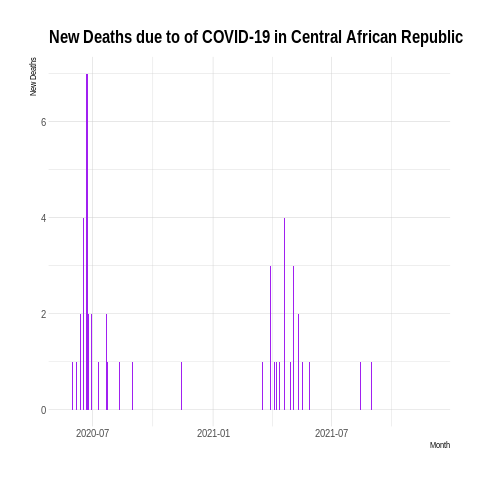 New Deaths due to of COVID-19 in Central African Republic
New Deaths
6
4
2
0
2020-07 2021-01 2021-07
Month